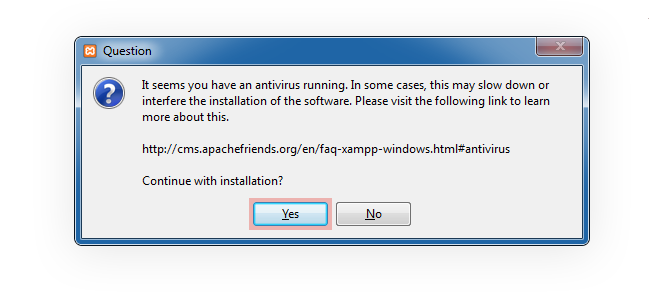 Question
It seems you have an antivirus running. In some cases, this may slow down or
interfere the installation of the software. Please visit the following link to learn
more about this.
http://cms.apachefriends.org/en/faq-xampp-windows.html#antivirus
Continue with installation?
Yes No